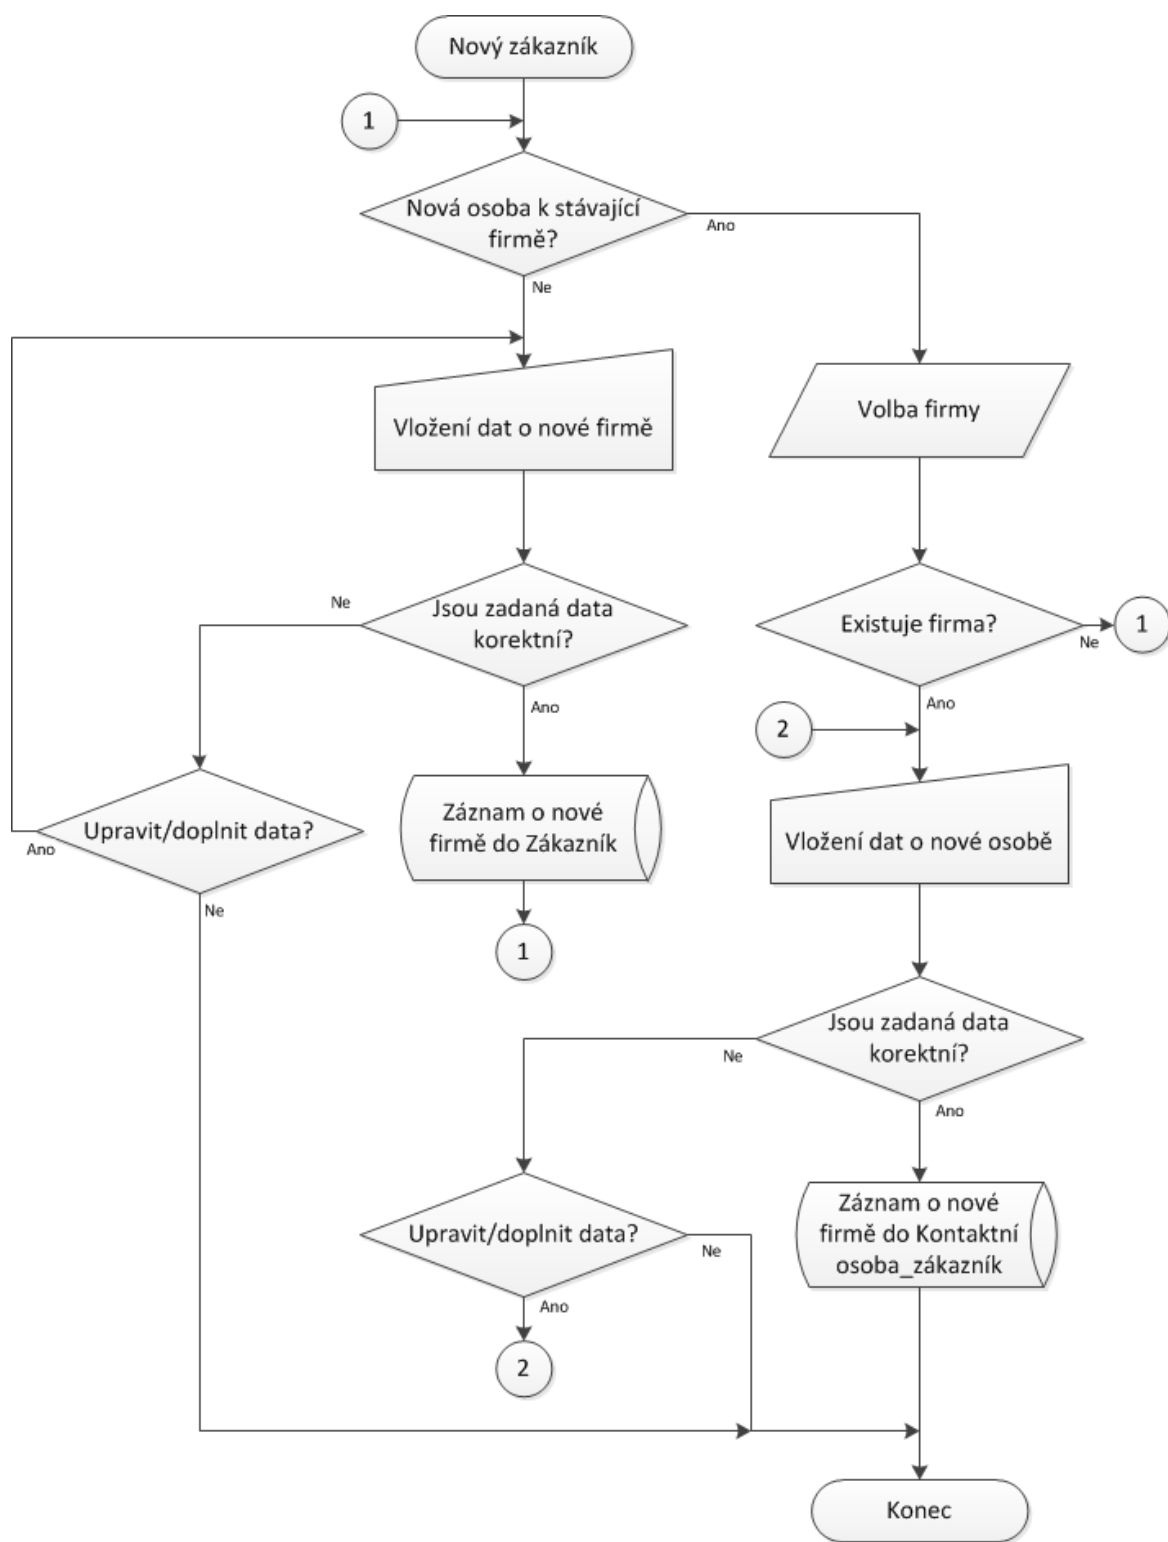 Nový zákazník
1
Nová osoba k stávající
firmě?
Ano
Ne
Vložení dat o nové firmě
Volba firmy
Ne
Jsou zadaná data
korektní?
Ano
Existuje firma?
Ne
1
Ano
2
Upravit/doplnit data?
Ano
Ne
Záznam o nové
firmě do Zákazník
1
Vložení dat o nové osobě
Jsou zadaná data
korektní?
Ne
Ano
Upravit/doplnit data?
Ne
Ano
2
Záznam o nové
firmě do Kontaktní
osoba_zákazník
Konec